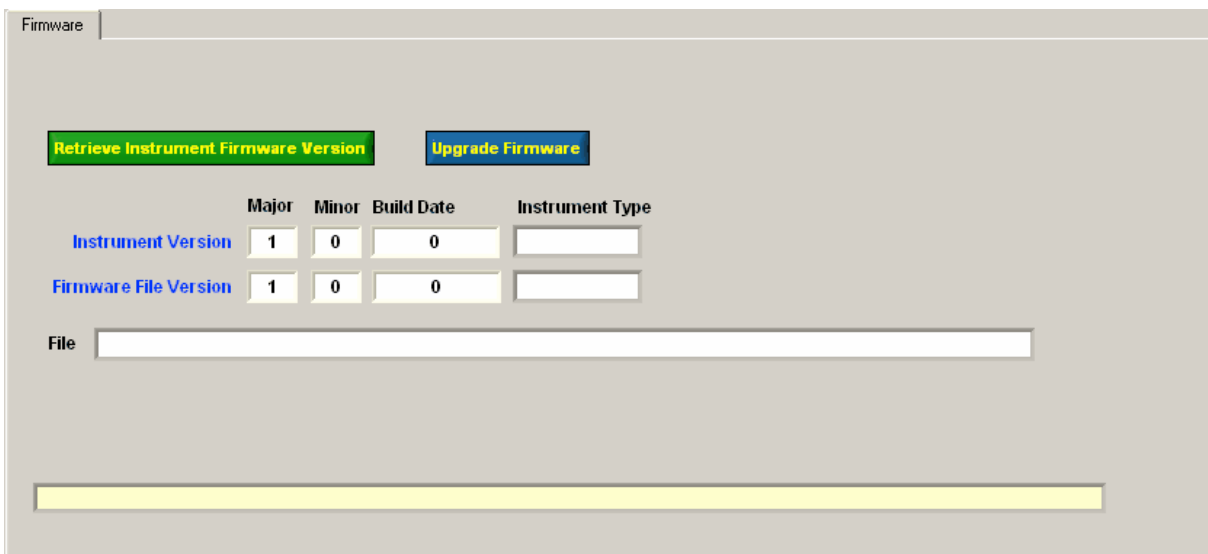 Firmware
Retrieve Instrument Firmware Version Upgrade Firmware
Major Minor Build Date Instrument Type
Instrument Version 1 0 0
Firmware File Version 1 0 0
File